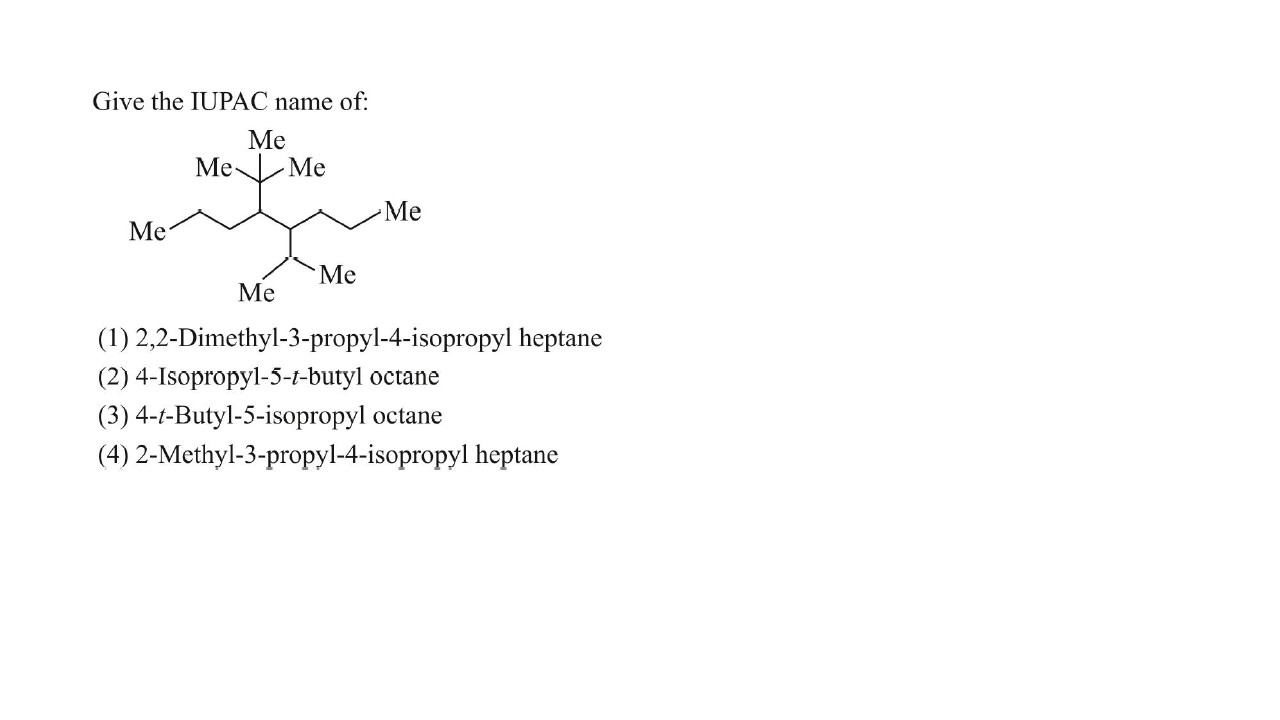 Give the IUPAC name of:
Me
Me Me
Me
Me
Me
Me
(1) 2,2-Dimethyl-3-propyl-4-isopropyl heptane
(2) 4-Isopropyl-5-t-butyl octane
(3) 4-t-Butyl-5-isopropyl octane
(4) 2-Methyl-3-propyl-4-isopropyl heptane